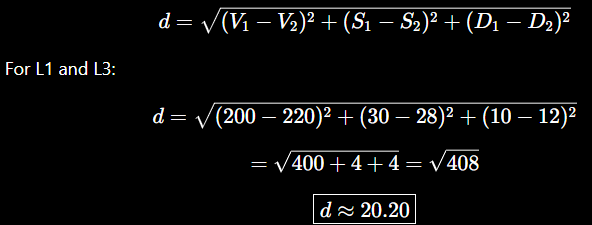 d = √(V₁ − V₂)² + (S₁ − S₂)² + (D₁ − D₂)²
For L1 and L3:
d = √(200 − 220)² + (30 − 28)² + (10 − 12)²
= √400 + 4 + 4 = √408
d ≈ 20.20